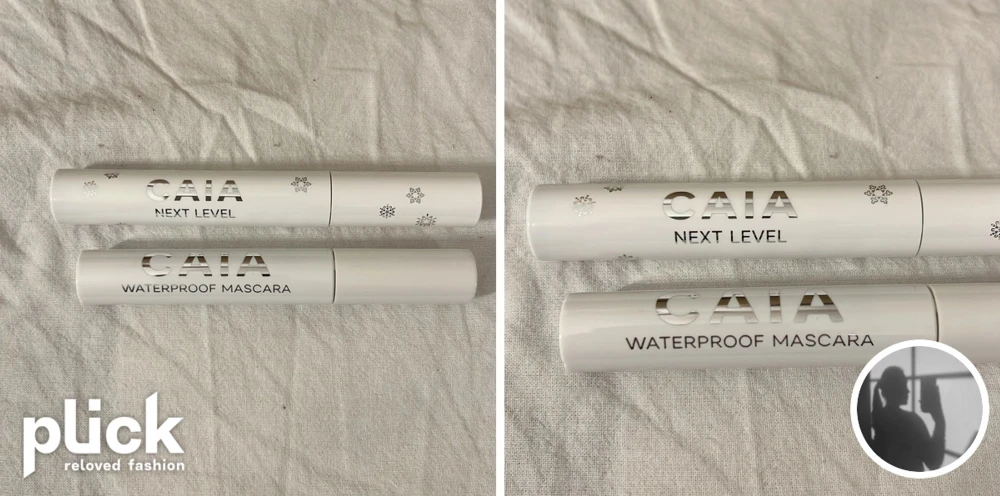 CAIA
NEXT LEVEL
CAIA
WATERPROOF MASCARA
plick
reloved fashion
CAIA
NEXT LEVEL
CAIA
WATERPROOF MASCARA